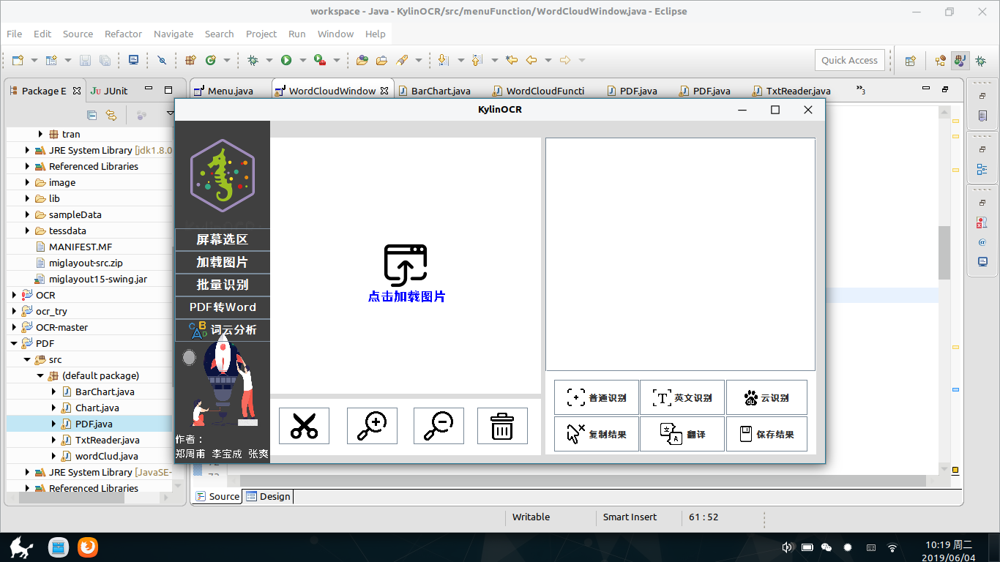 workspace - Java - KylinOCR/src/menuFunction/WordCloudWindow.java - Eclipse
File Edit Source Refactor Navigate Search Project Run Window Help
Quick Access
Package E JUnit
Menu.java WordCloudWindow BarChart.java WordCloudFuncti PDF.java PDF.java TxtReader.java 3
tran
JRE System Library [jdk1.8.0
Referenced Libraries
image
lib
sampleData
tessdata
MANIFEST.MF
miglayout-src.zip
miglayout15-swing.jar
OCR
ocr_try
OCR-master
PDF
src
(default package)
BarChart.java
Chart.java
PDF.java
TxtReader.java
wordClud.java
JRE System Library [JavaSE-
Referenced Libraries
KylinOCR
屏幕选区
加载图片
批量识别
PDF转Word
词云分析
作者：
郑周甫 李宝成 张爽
点击加载图片
普通识别 英文识别 云识别
复制结果 翻译 保存结果
Source Design
Writable Smart Insert 61 : 52
10:19 周二
2019/06/04